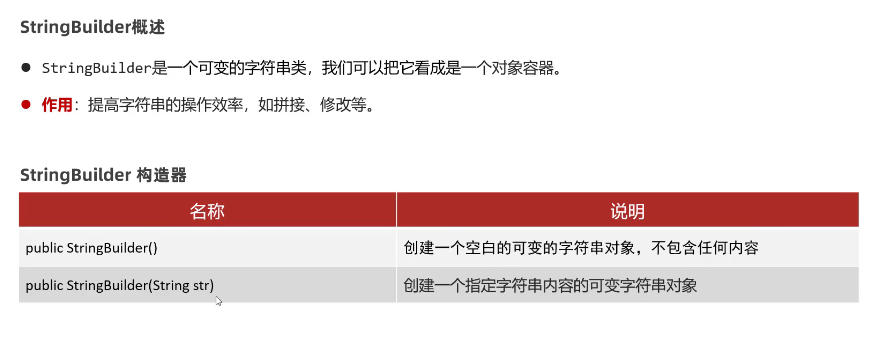 StringBuilder概述
● StringBuilder是一个可变的字符串类，我们可以把它看成是一个对象容器。
● 作用：提高字符串的操作效率，如拼接、修改等。
StringBuilder 构造器
名称 说明
public StringBuilder() 创建一个空白的可变的字符串对象，不包含任何内容
public StringBuilder(String str) 创建一个指定字符串内容的可变字符串对象